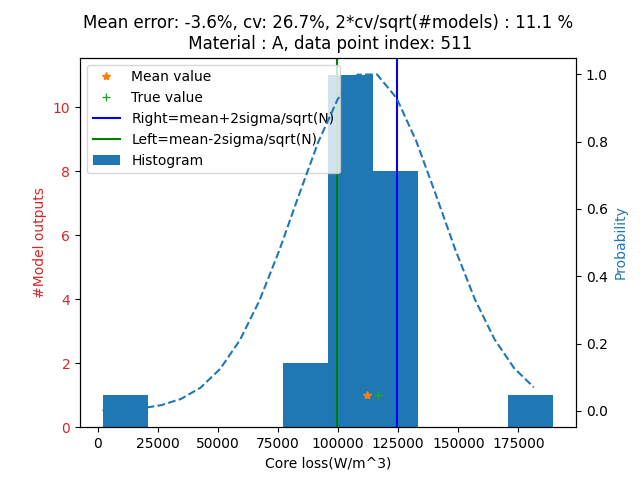 Mean error: -3.6%, cv: 26.7%, 2*cv/sqrt(#models) : 11.1 %
Material : A, data point index: 511
Mean value
True value
Right=mean+2sigma/sqrt(N)
Left=mean-2sigma/sqrt(N)
Histogram
#Model outputs
10
8
6
4
2
0
1.0
0.8
0.6
0.4
0.2
0.0
Probability
0 25000 50000 75000 100000 125000 150000 175000
Core loss(W/m^3)